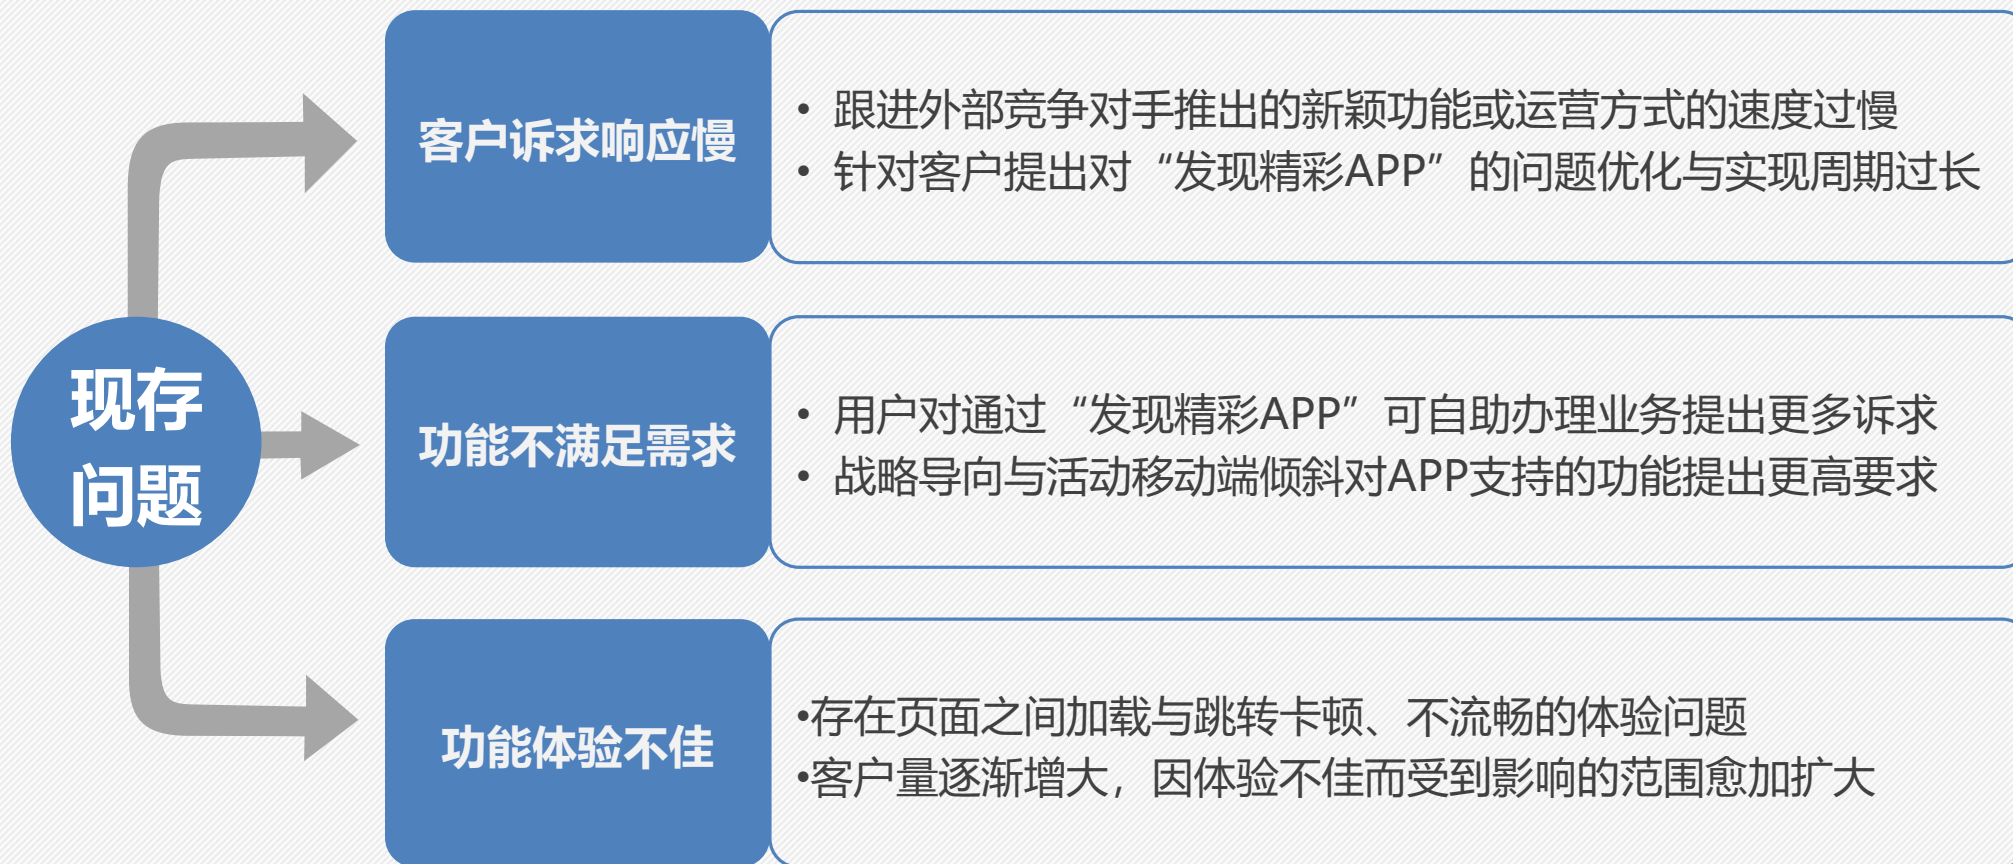 客户诉求响应慢
• 跟进外部竞争对手推出的新颖功能或运营方式的速度过慢
• 针对客户提出对“发现精彩APP”的问题优化与实现周期过长
现存
问题
功能不满足需求
• 用户对通过“发现精彩APP”可自助办理业务提出更多诉求
• 战略导向与活动移动端倾斜对APP支持的功能提出更高要求
功能体验不佳
•存在页面之间加载与跳转卡顿、不流畅的体验问题
•客户量逐渐增大，因体验不佳而受到影响的范围愈加扩大